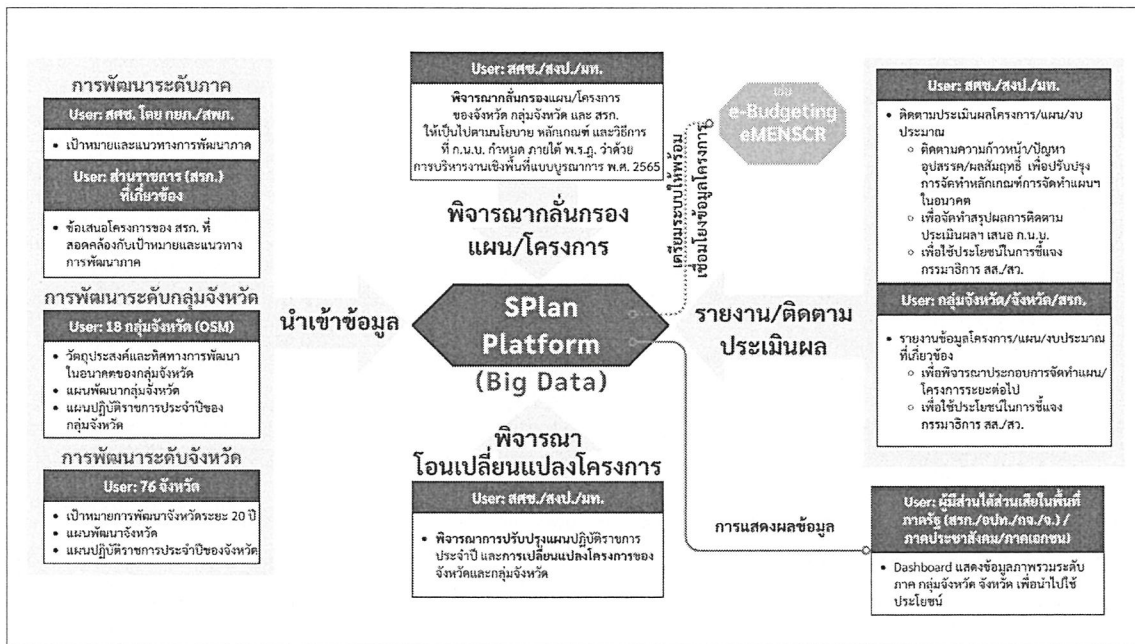 การพัฒนาระดับภาค
User: สศช. โดย กยภ./สพภ.
• เป้าหมายและแนวทางการพัฒนาภาค
User: ส่วนราชการ (สรก.)
ที่เกี่ยวข้อง
• ข้อเสนอโครงการของ สรก. ที่
สอดคล้องกับเป้าหมายและแนวทาง
การพัฒนาภาค
การพัฒนาระดับกลุ่มจังหวัด
User: 18 กลุ่มจังหวัด (OSM)
• วัตถุประสงค์และทิศทางการพัฒนา
ในอนาคตของกลุ่มจังหวัด
• แผนพัฒนากลุ่มจังหวัด
• แผนปฏิบัติราชการประจำปีของ
กลุ่มจังหวัด
การพัฒนาระดับจังหวัด
User: 76 จังหวัด
• เป้าหมายการพัฒนาจังหวัดระยะ 20 ปี
• แผนพัฒนาจังหวัด
• แผนปฏิบัติราชการประจำปีของจังหวัด
นำเข้าข้อมูล
User: สศช./สงป./มท.
พิจารณากลั่นกรองแผน/โครงการ
ของจังหวัด กลุ่มจังหวัด และ สรก.
ให้เป็นไปตามนโยบาย หลักเกณฑ์ และวิธีการ
ที่ ก.น.บ. กำหนด ภายใต้ พ.ร.ฎ. ว่าด้วย
การบริหารงานเชิงพื้นที่แบบบูรณาการ พ.ศ. 2565
พิจารณากลั่นกรอง
แผน/โครงการ
SPlan
Platform
(Big Data)
พิจารณา
โอนเปลี่ยนแปลงโครงการ
User: สศช./สงป./มท.
• พิจารณาการปรับปรุงแผนปฏิบัติราชการ
ประจำปี และการเปลี่ยนแปลงโครงการของ
จังหวัดและกลุ่มจังหวัด
เตรียมระบบให้พร้อม
เชื่อมโยงข้อมูลโครงการ
e-Budgeting
eMENSCR
รายงาน/ติดตาม
ประเมินผล
User: สศช./สงป./มท.
• ติดตามประเมินผลโครงการ/แผน/งบ
ประมาณ
○ ติดตามความก้าวหน้า/ปัญหา
อุปสรรค/ผลสัมฤทธิ์ เพื่อปรับปรุง
การจัดทำหลักเกณฑ์การจัดทำแผนฯ
ในอนาคต
○ เพื่อจัดทำสรุปผลการติดตาม
ประเมินผลฯ เสนอ ก.น.บ.
○ เพื่อใช้ประโยชน์ในการชี้แจง
กรรมาธิการ สส./สว.
User: กลุ่มจังหวัด/จังหวัด/สรก.
• รายงานข้อมูลโครงการ/แผน/งบประมาณ
ที่เกี่ยวข้อง
○ เพื่อพิจารณาประกอบการจัดทำแผน/
โครงการระยะต่อไป
○ เพื่อใช้ประโยชน์ในการชี้แจง
กรรมาธิการ สส./สว.
การแสดงผลข้อมูล
User: ผู้มีส่วนได้ส่วนเสียในพื้นที่
ภาครัฐ (สรก./อปท./กจ./จ.) /
ภาคประชาสังคม/ภาคเอกชน)
• Dashboard แสดงข้อมูลภาพรวมระดับ
ภาค กลุ่มจังหวัด จังหวัด เพื่อนำไปใช้
ประโยชน์